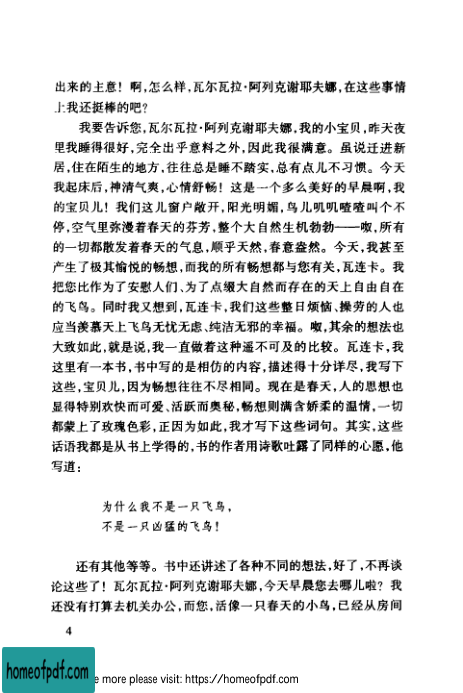 出来的主意！啊,怎么样,瓦尔瓦拉·阿列克谢耶夫娜,在这些事情
上我还挺棒的吧?
我要告诉您,瓦尔瓦拉·阿列克谢耶夫娜,我的小宝贝,昨天夜
里我睡得很好,完全出乎意料之外,因此我很满意。虽说迁进新
居,住在陌生的地方,往往总是睡不踏实,总有点儿不习惯。今天
我起床后,神清气爽,心情舒畅！这是一个多么美好的早晨啊,我
的宝贝儿！我们这儿窗户敞开,阳光明媚,鸟儿叽叽喳喳叫个不
停,空气里弥漫着春天的芬芳,整个大自然生机勃勃——呶,所有
的一切都散发着春天的气息,顺乎天然,春意盎然。今天,我甚至
产生了极其愉悦的畅想,而我的所有畅想都与您有关,瓦连卡。我
把您比作为了安慰人们、为了点缀大自然而存在的天上自由自在
的飞鸟。同时我又想到,瓦连卡,我们这些整日烦恼、操劳的人也
应当羡慕天上飞鸟无忧无虑、纯洁无邪的幸福。呶,其余的想法也
大致如此,就是说,我一直做着这种遥不可及的比较。瓦连卡,我
这里有一本书,书中写的是相仿的内容,描述得十分详尽,我写下
这些,宝贝儿,因为畅想往往不尽相同。现在是春天,人的思想也
显得特别欢快而可爱、活跃而奥秘,畅想则满含娇柔的温情,一切
都蒙上了玫瑰色彩,正因为如此,我才写下这些词句。其实,这些
话语我都是从书上学得的,书的作者用诗歌吐露了同样的心愿,他
写道:
为什么我不是一只飞鸟,
不是一只凶猛的飞鸟！
还有其他等等。书中还讲述了各种不同的想法,好了,不再谈
论这些了！瓦尔瓦拉·阿列克谢耶夫娜,今天早晨您去哪儿啦？我
还没有打算去机关办公,而您,活像一只春天的小鸟,已经从房间
4
homeofpdf.com
e more please visit: https://homeofpdf.com